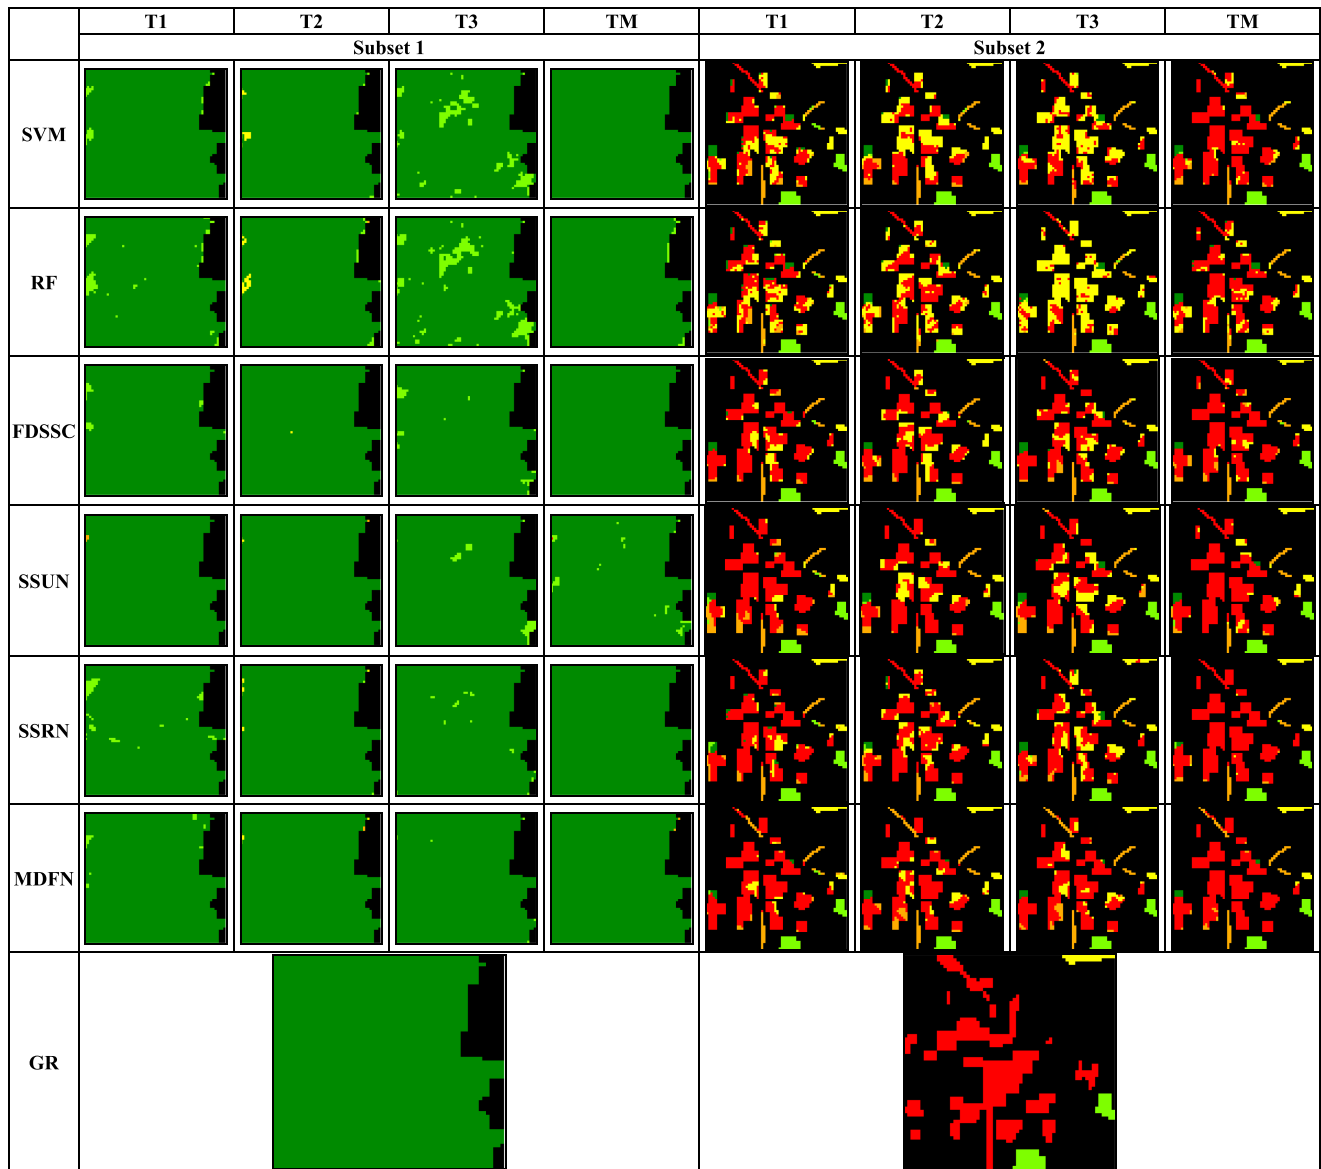 T1 T2 T3 TM T1 T2 T3 TM
Subset 1 Subset 2
SVM
RF
FDSSC
SSUN
SSRN
MDFN
GR